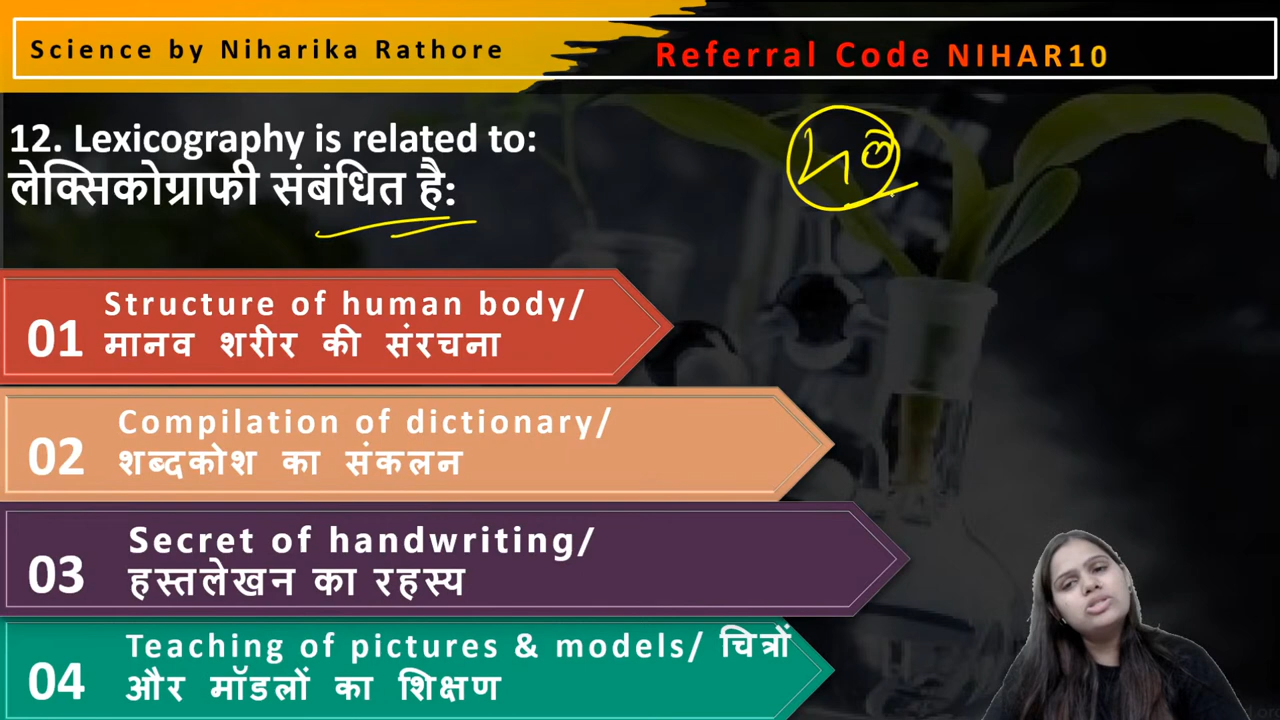 Science by Niharika Rathore
Referral Code NIHAR10
12. Lexicography is related to:
लेक्सिकोग्राफी संबंधित है:
01 Structure of human body/
मानव शरीर की संरचना
02 Compilation of dictionary/
शब्दकोश का संकलन
03 Secret of handwriting/
हस्तलेखन का रहस्य
04 Teaching of pictures & models/ चित्रों
और मॉडलों का शिक्षण